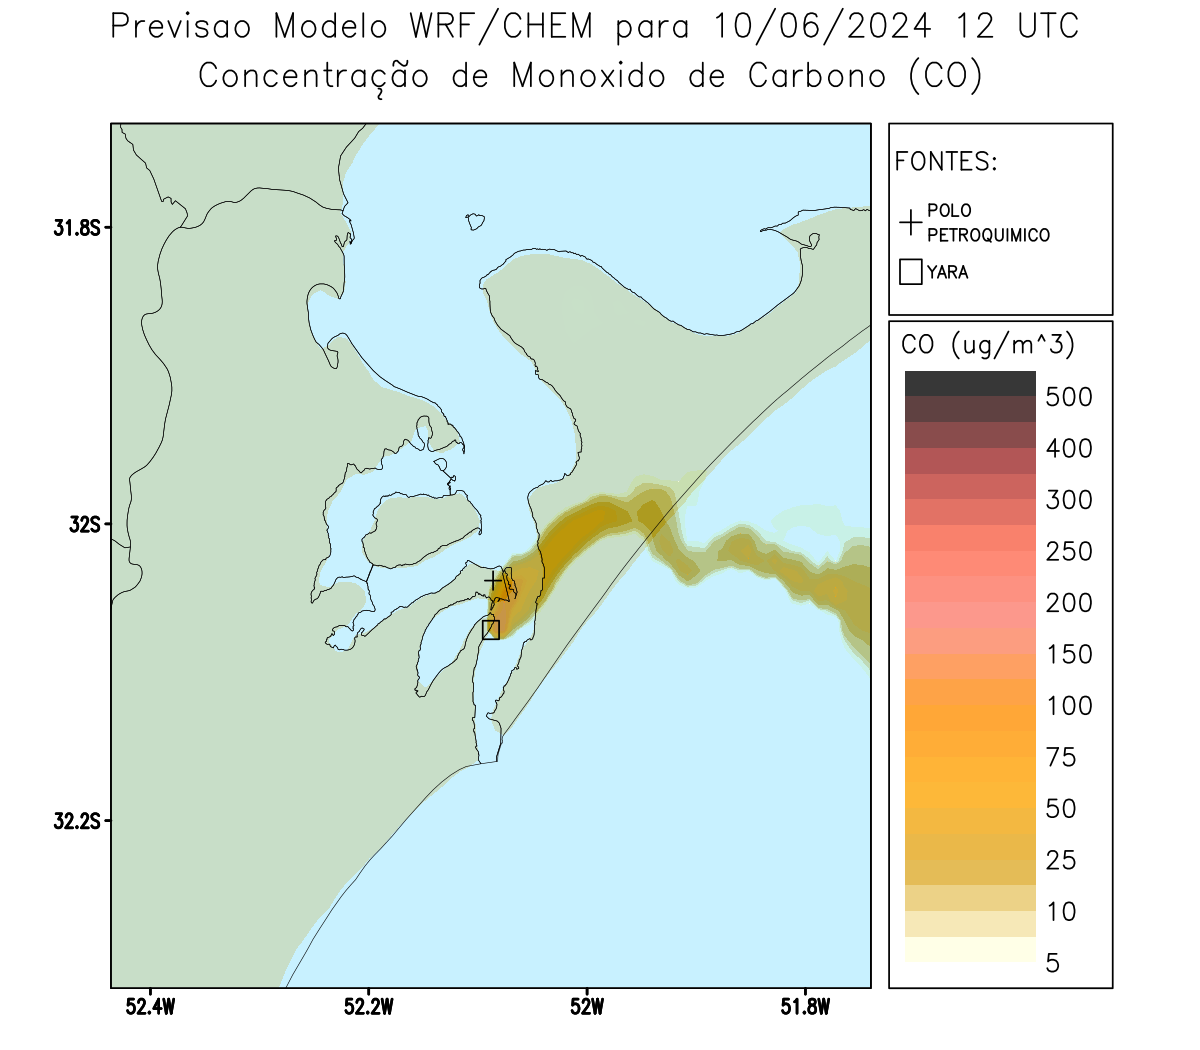 Previsao Modelo WRF/CHEM para 10/06/2024 12 UTC
Concentração de Monoxido de Carbono (CO)
FONTES:
POLO
PETROQUIMICO
YARA
CO (ug/m^3)
500
400
300
250
200
150
100
75
50
25
10
5
31.8S
32S
32.2S
52.4W
52.2W
52W
51.8W